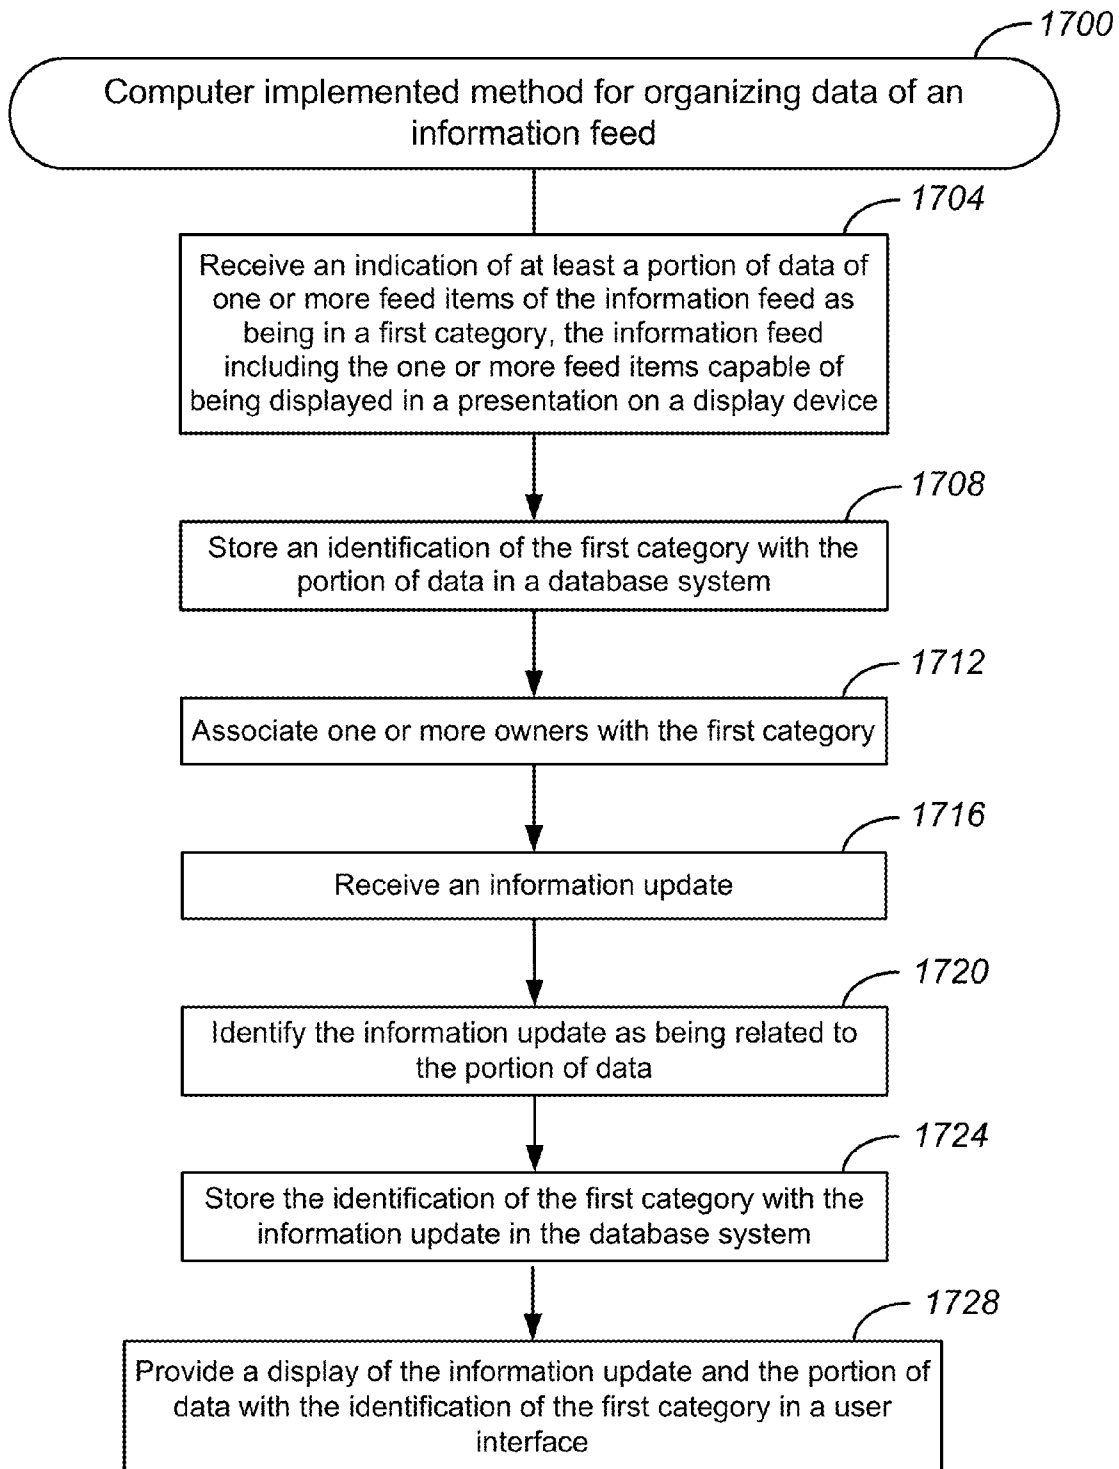 1700
Computer implemented method for organizing data of an
information feed
1704
Receive an indication of at least a portion of data of
one or more feed items of the information feed as
being in a first category, the information feed
including the one or more feed items capable of
being displayed in a presentation on a display device
1708
Store an identification of the first category with the
portion of data in a database system
1712
Associate one or more owners with the first category
1716
Receive an information update
1720
Identify the information update as being related to
the portion of data
1724
Store the identification of the first category with the
information update in the database system
1728
Provide a display of the information update and the portion of
data with the identification of the first category in a user
interface